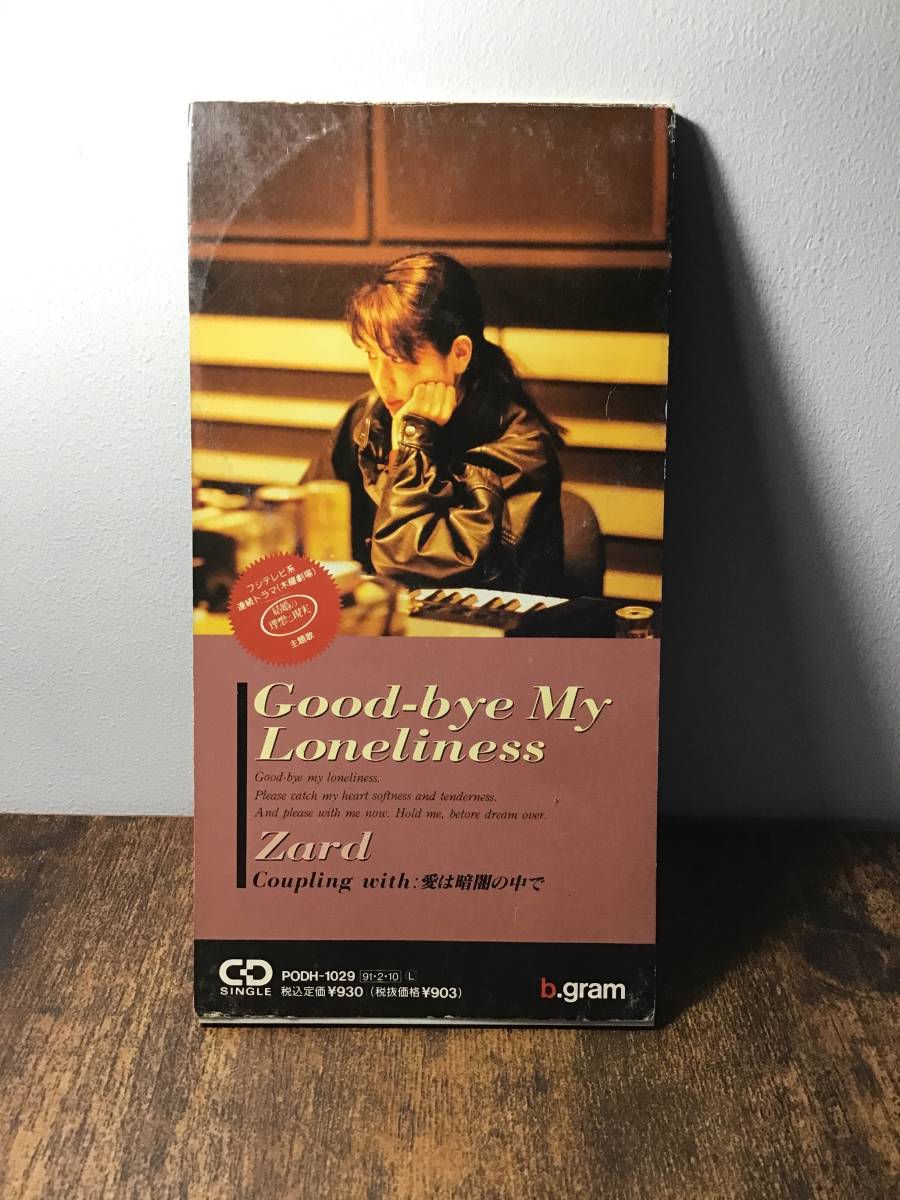 フジテレビ系
連続ドラマ(木曜劇場)
結婚の
理想と現実
主題歌
Good-bye My
Loneliness
Good-bye my loneliness.
Please catch my heart softness and tenderness.
And please with me now. Hold me, betore dream over.
Zard
Coupling with:愛は暗闇の中で
CD
SINGLE
PODH-1029 91・2・10 L
税込定価¥930 (税抜価格¥903)
b.gram